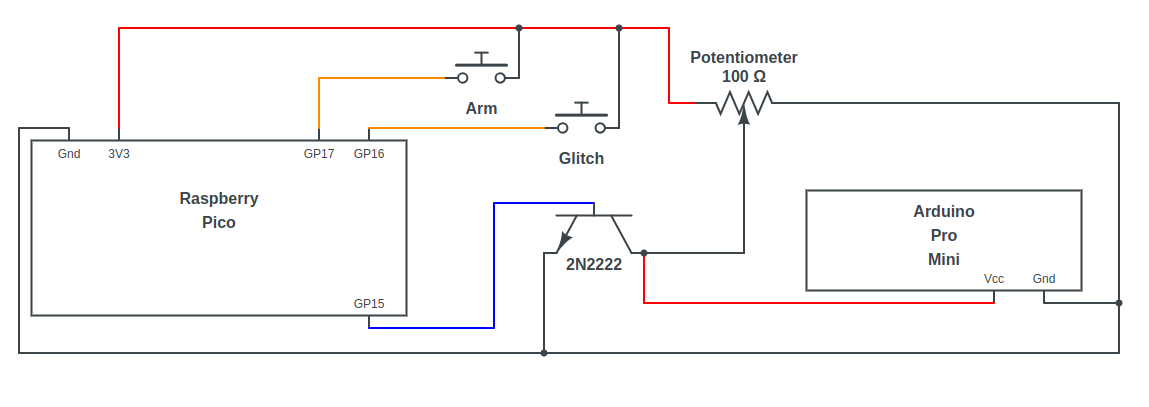 Potentiometer
100 Ω
Arm
Glitch
Gnd 3V3 GP17 GP16
Raspberry
Pico
GP15
2N2222
Arduino
Pro
Mini
Vcc Gnd